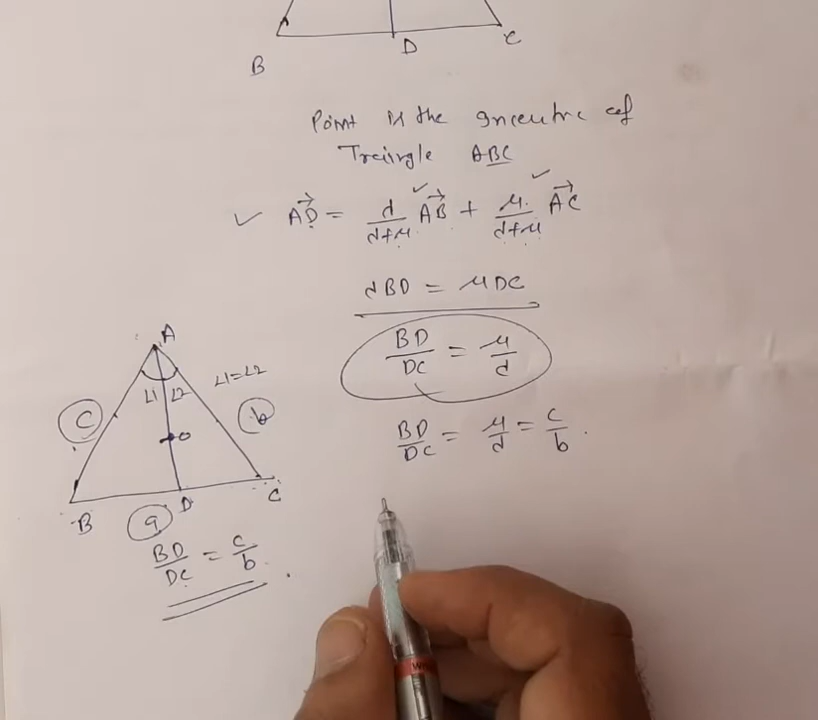 B D C
Point is the Incentre of
Traingle ABC
✓ AD→ = d/d+μ AB→ + μ/d+μ AC→
dBD = μDC
BD/DC = μ/d
A
∠1 ∠2 ∠1=∠2
C b
O
BD/DC = μ/d = c/b .
B a D C
BD/DC = c/b .